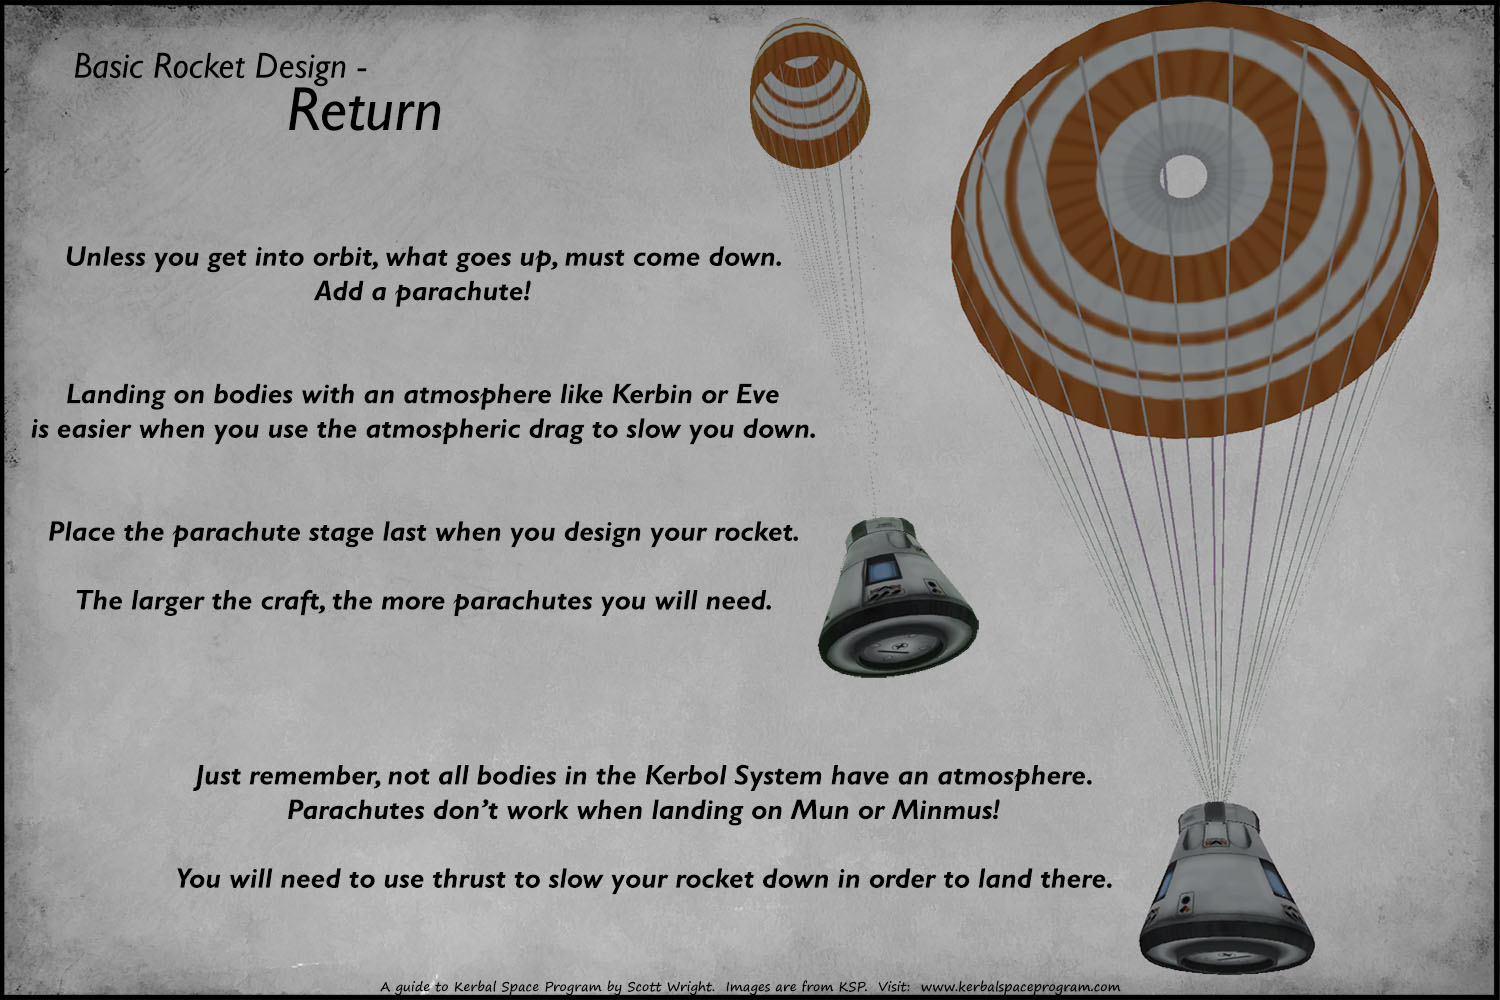 Basic Rocket Design -
Return
Unless you get into orbit, what goes up, must come down.
Add a parachute!
Landing on bodies with an atmosphere like Kerbin or Eve
is easier when you use the atmospheric drag to slow you down.
Place the parachute stage last when you design your rocket.
The larger the craft, the more parachutes you will need.
Just remember, not all bodies in the Kerbol System have an atmosphere.
Parachutes don’t work when landing on Mun or Minmus!
You will need to use thrust to slow your rocket down in order to land there.
A guide to Kerbal Space Program by Scott Wright.  Images are from KSP.  Visit:  www.kerbalspaceprogram.com